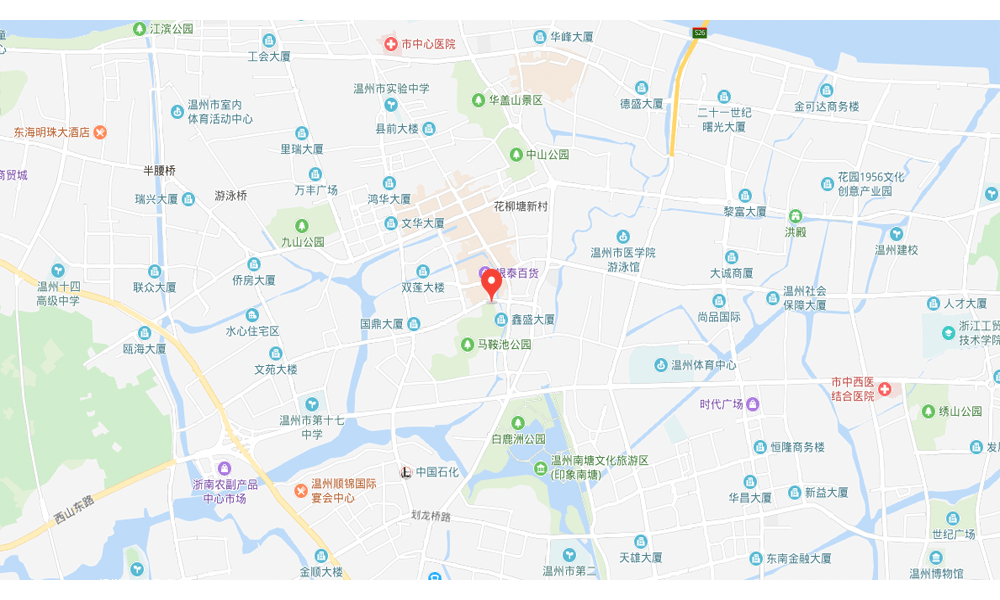 江滨公园
工会大厦
市中心医院
华峰大厦
S26
温州市实验中学
华盖山景区
德盛大厦
二十一世纪
曙光大厦
金可达商务楼
温州市室内
体育活动中心
东海明珠大酒店
县前大楼
里瑞大厦
中山公园
商贸城
半腰桥
瑞兴大厦
游泳桥
万丰广场
鸿华大厦
花柳塘新村
花园1956文化
创意产业园
黎富大厦
洪殿
文华大厦
九山公园
温州市医学院
游泳馆
温州建校
温州十四
高级中学
联众大厦
侨房大厦
双莲大楼
银泰百货
大诚商厦
尚品国际
温州社会
保障大厦
人才大厦
水心住宅区
国鼎大厦
鑫盛大厦
瓯海大厦
马鞍池公园
浙江工贸
技术学院
文苑大楼
温州体育中心
市中西医
结合医院
温州市第十七
中学
时代广场
绣山公园
白鹿洲公园
恒隆商务楼
发
温州南塘文化旅游区
(印象南塘)
中国石化
浙南农副产品
中心市场
温州顺锦国际
宴会中心
华昌大厦
新益大厦
西山东路
划龙桥路
世纪广场
金顺大楼
温州市第二
天雄大厦
东南金融大厦
温州博物馆